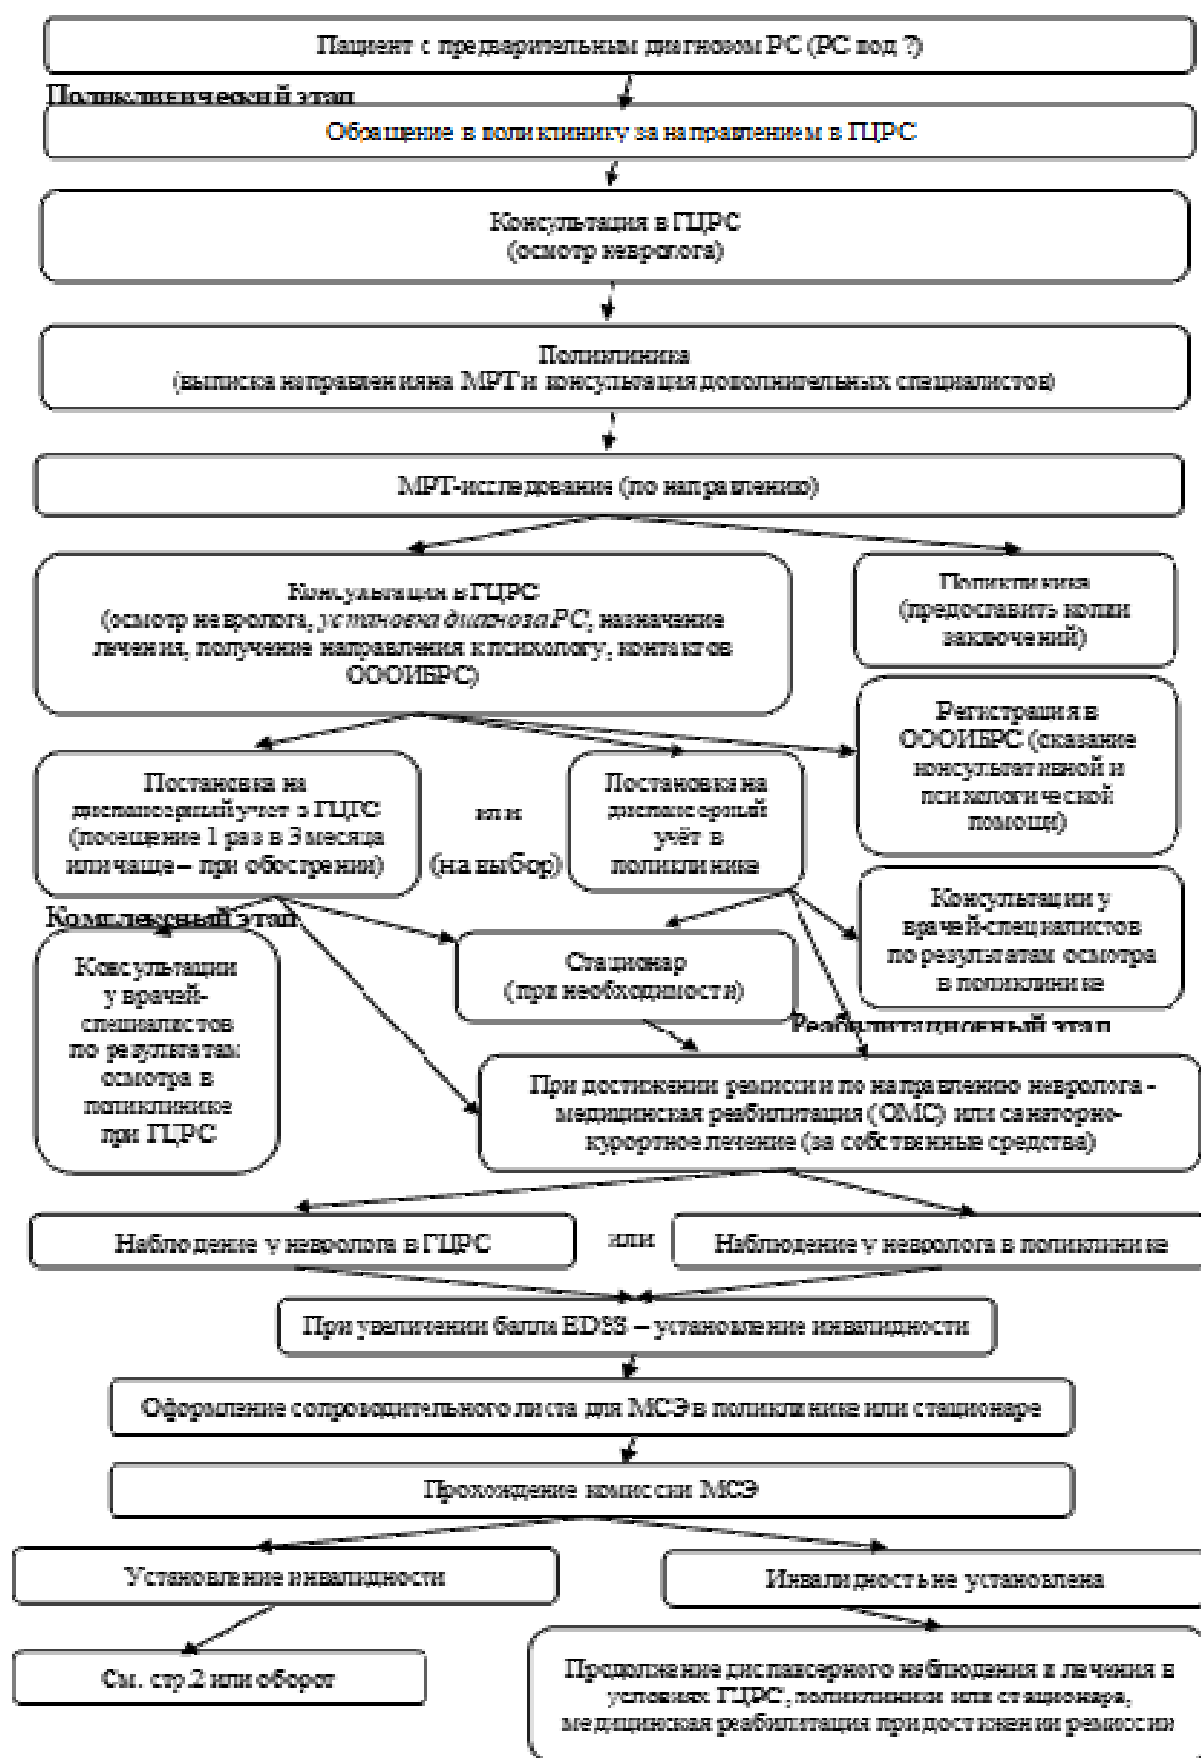 Пациент с предварительным диагнозом РС (РС под ?)
Поликлинический этап
Обращение в поликлинику за направлением в ГЦРС
Консультация в ГЦРС
(осмотр невролога)
Поликлиника
(выписка направленияна МРТ и консультация дополнительных специалистов)
МРТ-исследование (по направлению)
Консультация в ГЦРС
(осмотр невролога, установка диагноза РС, назначение
лечения, получение направления к психологу, контактов
ОООИБРС)
Поликлиника
(предоставить копии
заключений)
Регистрация в
ОООИБРС (оказание
консультативной и
психологической
помощи)
Постановка на
диспансерный учет в ГЦРС
(посещение 1 раз в 3 месяца
или чаще – при обострении)
или
(на выбор)
Постановка на
диспансерный
учёт в
поликлинике
Консультации у
врачей-специалистов
по результатам осмотра
в поликлинике
Комплексный этап
Консультации
у врачей-
специалистов
по результатам
осмотра в
поликлинике
при ГЦРС
Стационар
(при необходимости)
Реабилитационный этап
При достижении ремиссии по направлению невролога -
медицинская реабилитация (ОМС) или санаторно-
курортное лечение (за собственные средства)
Наблюдение у невролога в ГЦРС
или
Наблюдение у невролога в поликлинике
При увеличении балла EDSS – установление инвалидности
Оформление сопроводительного листа для МСЭ в поликлинике или стационаре
Прохождение комиссии МСЭ
Установление инвалидности
Инвалидность не установлена
См. стр.2 или оборот
Продолжение диспансерного наблюдения и лечения в
условиях ГЦРС, поликлиники или стационара,
медицинская реабилитация при достижении ремиссии